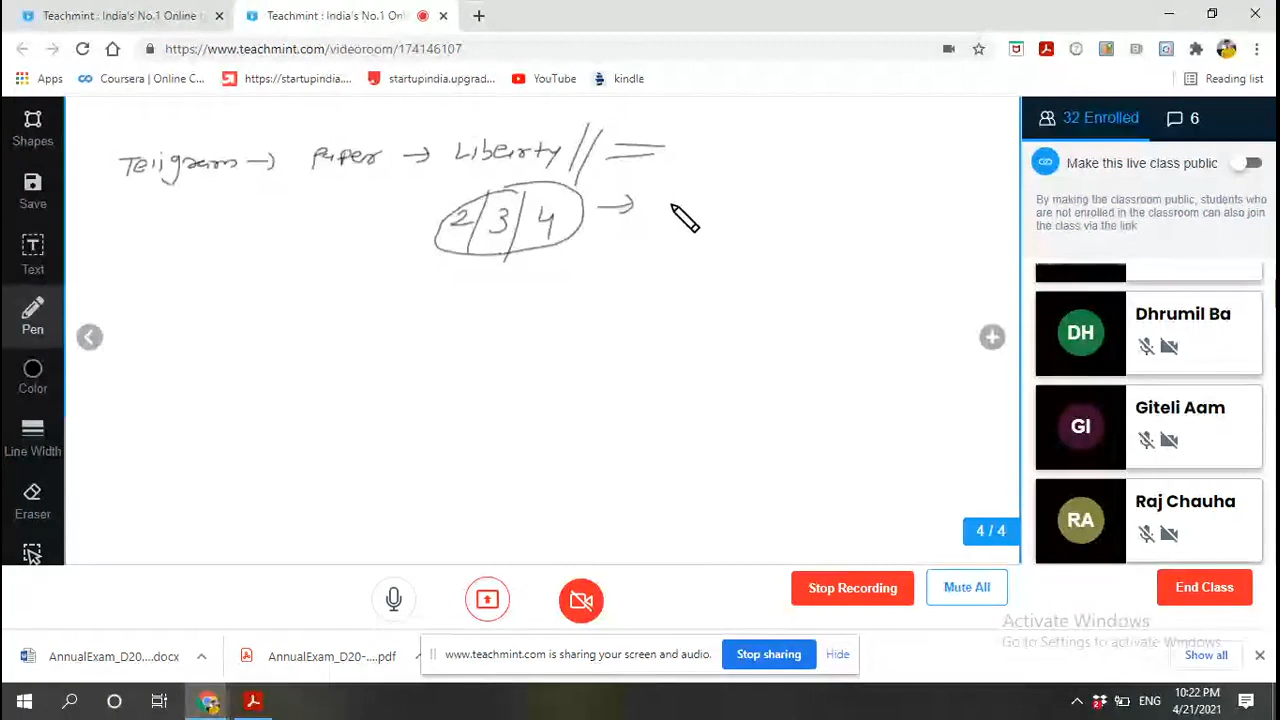 Teachmint : India's No.1 Online t
Teachmint : India's No.1 Onl
https://www.teachmint.com/videoroom/174146107
Apps
Coursera | Online C...
https://startupindia....
startupindia.upgrad...
YouTube
kindle
Reading list
Shapes
Save
Text
Pen
Color
Line Width
Eraser
Teligram → Paper → Liberty // =
2/3/4 →
4 / 4
32 Enrolled
6
Make this live class public
By making the classroom public, students who
are not enrolled in the classroom can also join
the class via the link
DH
Dhrumil Ba
GI
Giteli Aam
RA
Raj Chauha
Stop Recording
Mute All
End Class
Activate Windows
Go to Settings to activate Windows.
AnnualExam_D20....docx
AnnualExam_D20-....pdf
www.teachmint.com is sharing your screen and audio.
Stop sharing
Hide
Show all
ENG
10:22 PM
4/21/2021